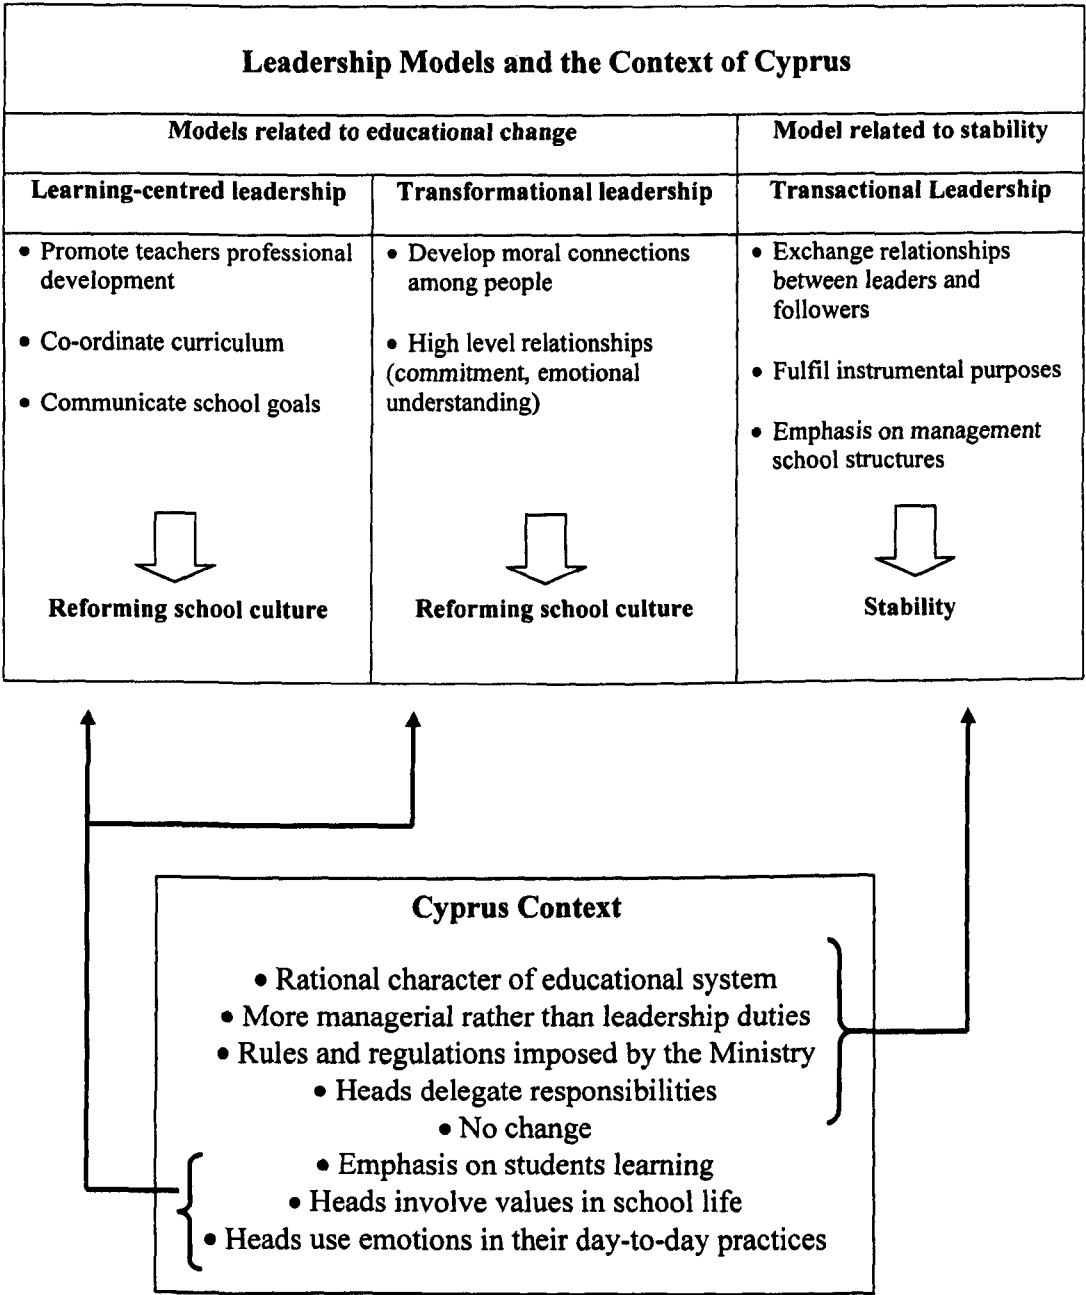 Leadership Models and the Context of Cyprus
Models related to educational change
Model related to stability
Learning-centred leadership
Transformational leadership
Transactional Leadership
• Promote teachers professional
development
• Co-ordinate curriculum
• Communicate school goals
Reforming school culture
• Develop moral connections
among people
• High level relationships
(commitment, emotional
understanding)
Reforming school culture
• Exchange relationships
between leaders and
followers
• Fulfil instrumental purposes
• Emphasis on management
school structures
Stability
Cyprus Context
• Rational character of educational system
• More managerial rather than leadership duties
• Rules and regulations imposed by the Ministry
• Heads delegate responsibilities
• No change
• Emphasis on students learning
• Heads involve values in school life
• Heads use emotions in their day-to-day practices